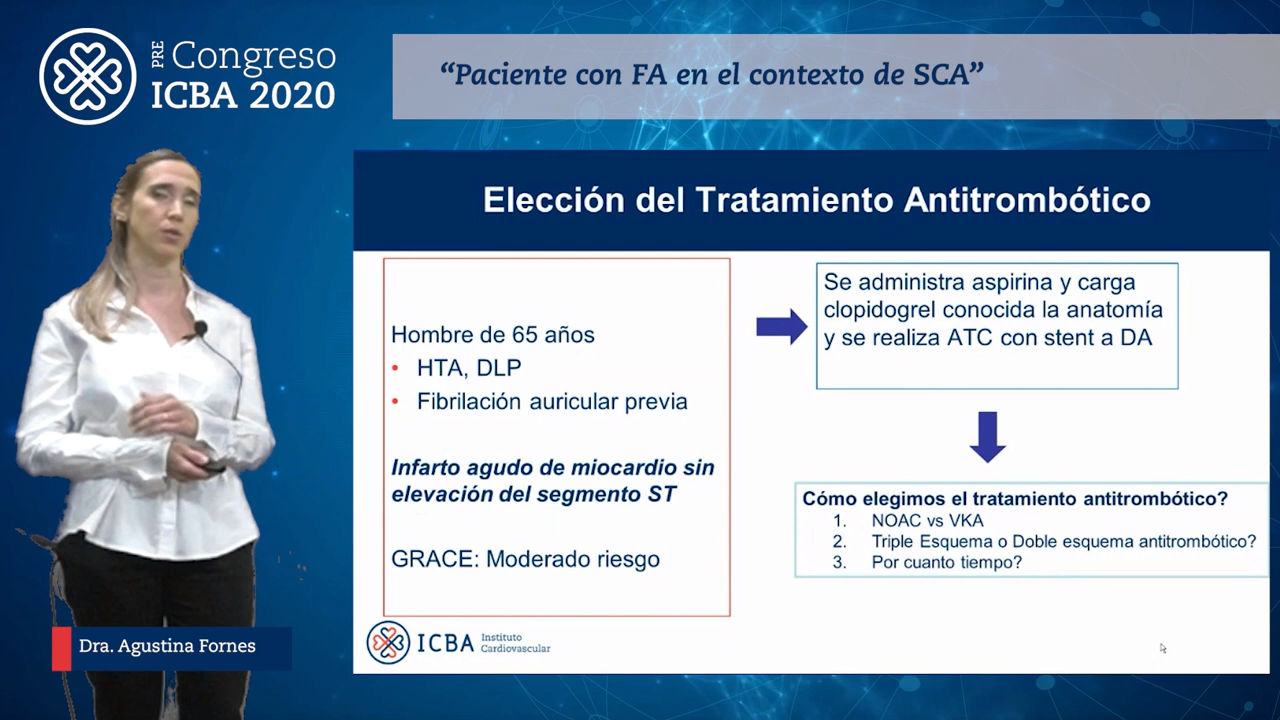 PRE Congreso
ICBA 2020
“Paciente con FA en el contexto de SCA”
Elección del Tratamiento Antitrombótico
Hombre de 65 años
• HTA, DLP
• Fibrilación auricular previa
Infarto agudo de miocardio sin
elevación del segmento ST
GRACE: Moderado riesgo
Se administra aspirina y carga
clopidogrel conocida la anatomía
y se realiza ATC con stent a DA
Cómo elegimos el tratamiento antitrombótico?
1. NOAC vs VKA
2. Triple Esquema o Doble esquema antitrombótico?
3. Por cuanto tiempo?
ICBA Instituto
Cardiovascular
Dra. Agustina Fornes